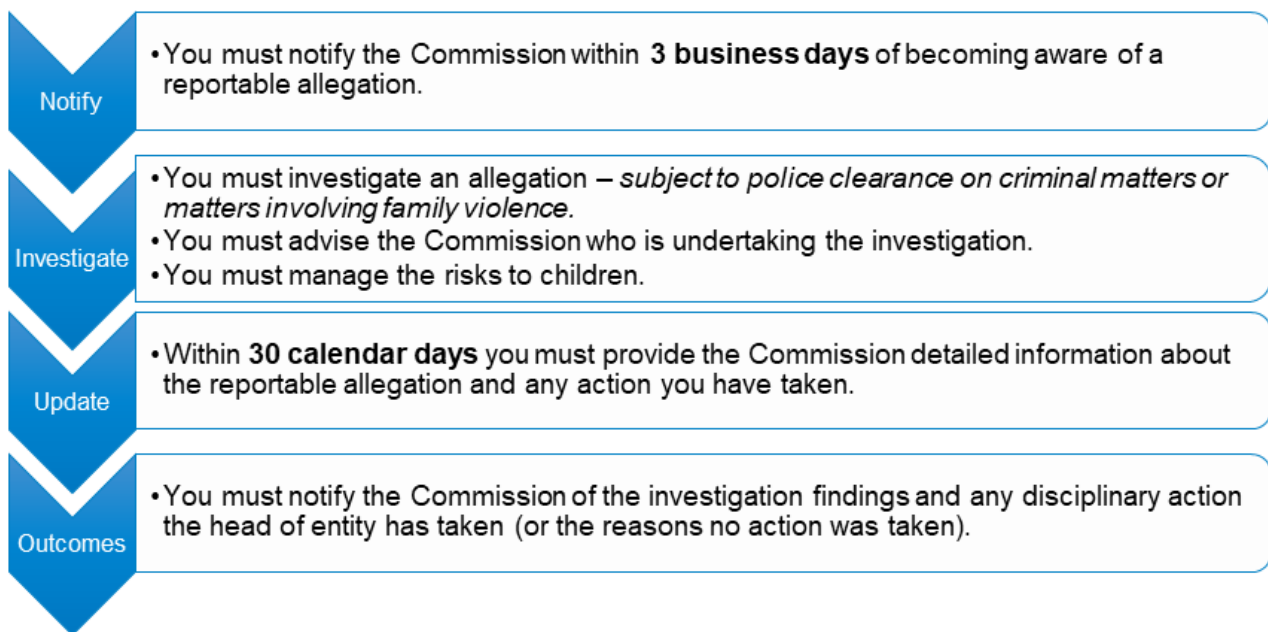 Notify
•You must notify the Commission within 3 business days of becoming aware of a
reportable allegation.
Investigate
•You must investigate an allegation – subject to police clearance on criminal matters or
matters involving family violence.
•You must advise the Commission who is undertaking the investigation.
•You must manage the risks to children.
Update
•Within 30 calendar days you must provide the Commission detailed information about
the reportable allegation and any action you have taken.
Outcomes
•You must notify the Commission of the investigation findings and any disciplinary action
the head of entity has taken (or the reasons no action was taken).